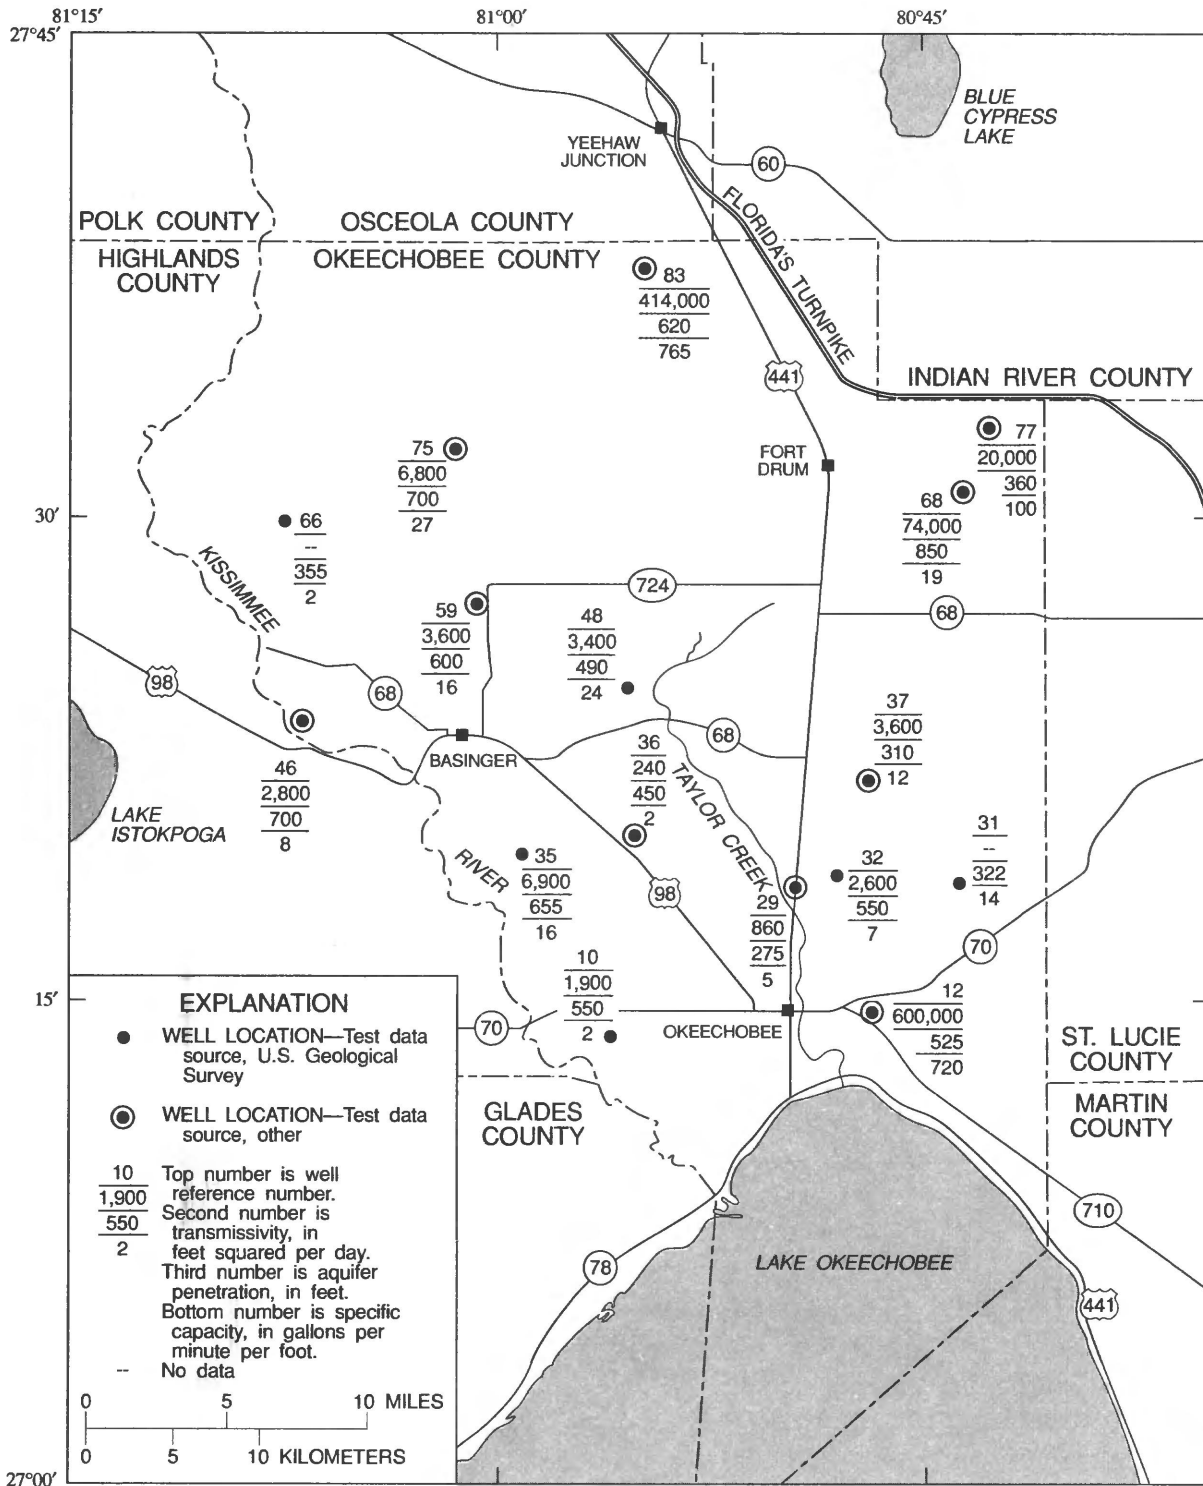 81°15′
81°00′
80°45′
27°45′
BLUE
CYPRESS
LAKE
YEEHAW
JUNCTION
60
FLORIDA'S TURNPIKE
POLK COUNTY
OSCEOLA COUNTY
HIGHLANDS
COUNTY
OKEECHOBEE COUNTY
83
414,000
620
765
441
INDIAN RIVER COUNTY
75
6,800
700
27
FORT
DRUM
77
20,000
360
100
68
74,000
850
19
30′
66
--
355
2
KISSIMMEE
724
59
3,600
600
16
48
3,400
490
24
68
98
68
37
3,600
310
12
68
BASINGER
36
240
450
2
TAYLOR CREEK
46
2,800
700
8
LAKE
ISTOKPOGA
31
--
322
14
RIVER
35
6,900
655
16
98
32
2,600
550
7
29
860
275
5
70
10
1,900
550
2
15′
70
OKEECHOBEE
12
600,000
525
720
ST. LUCIE
COUNTY
GLADES
COUNTY
MARTIN
COUNTY
710
LAKE OKEECHOBEE
78
441
EXPLANATION
WELL LOCATION—Test data
source, U.S. Geological
Survey
WELL LOCATION—Test data
source, other
10
1,900
550
2
Top number is well
reference number.
Second number is
transmissivity, in
feet squared per day.
Third number is aquifer
penetration, in feet.
Bottom number is specific
capacity, in gallons per
minute per foot.
-- No data
0 5 10 MILES
0 5 10 KILOMETERS
27°00′